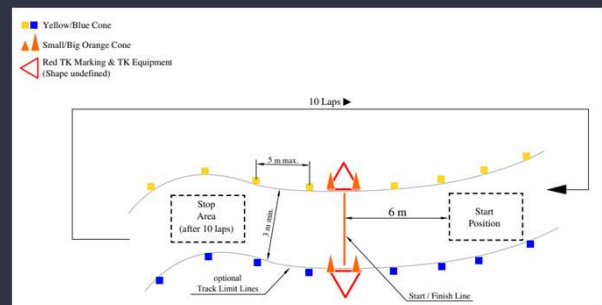 Yellow/Blue Cone
Small/Big Orange Cone
Red TK Marking & TK Equipment
(Shape undefined)
10 Laps ▶
5 m max.
Stop
Area
(after 10 laps)
3 m min.
6 m
Start
Position
optional
Track Limit Lines
Start / Finish Line